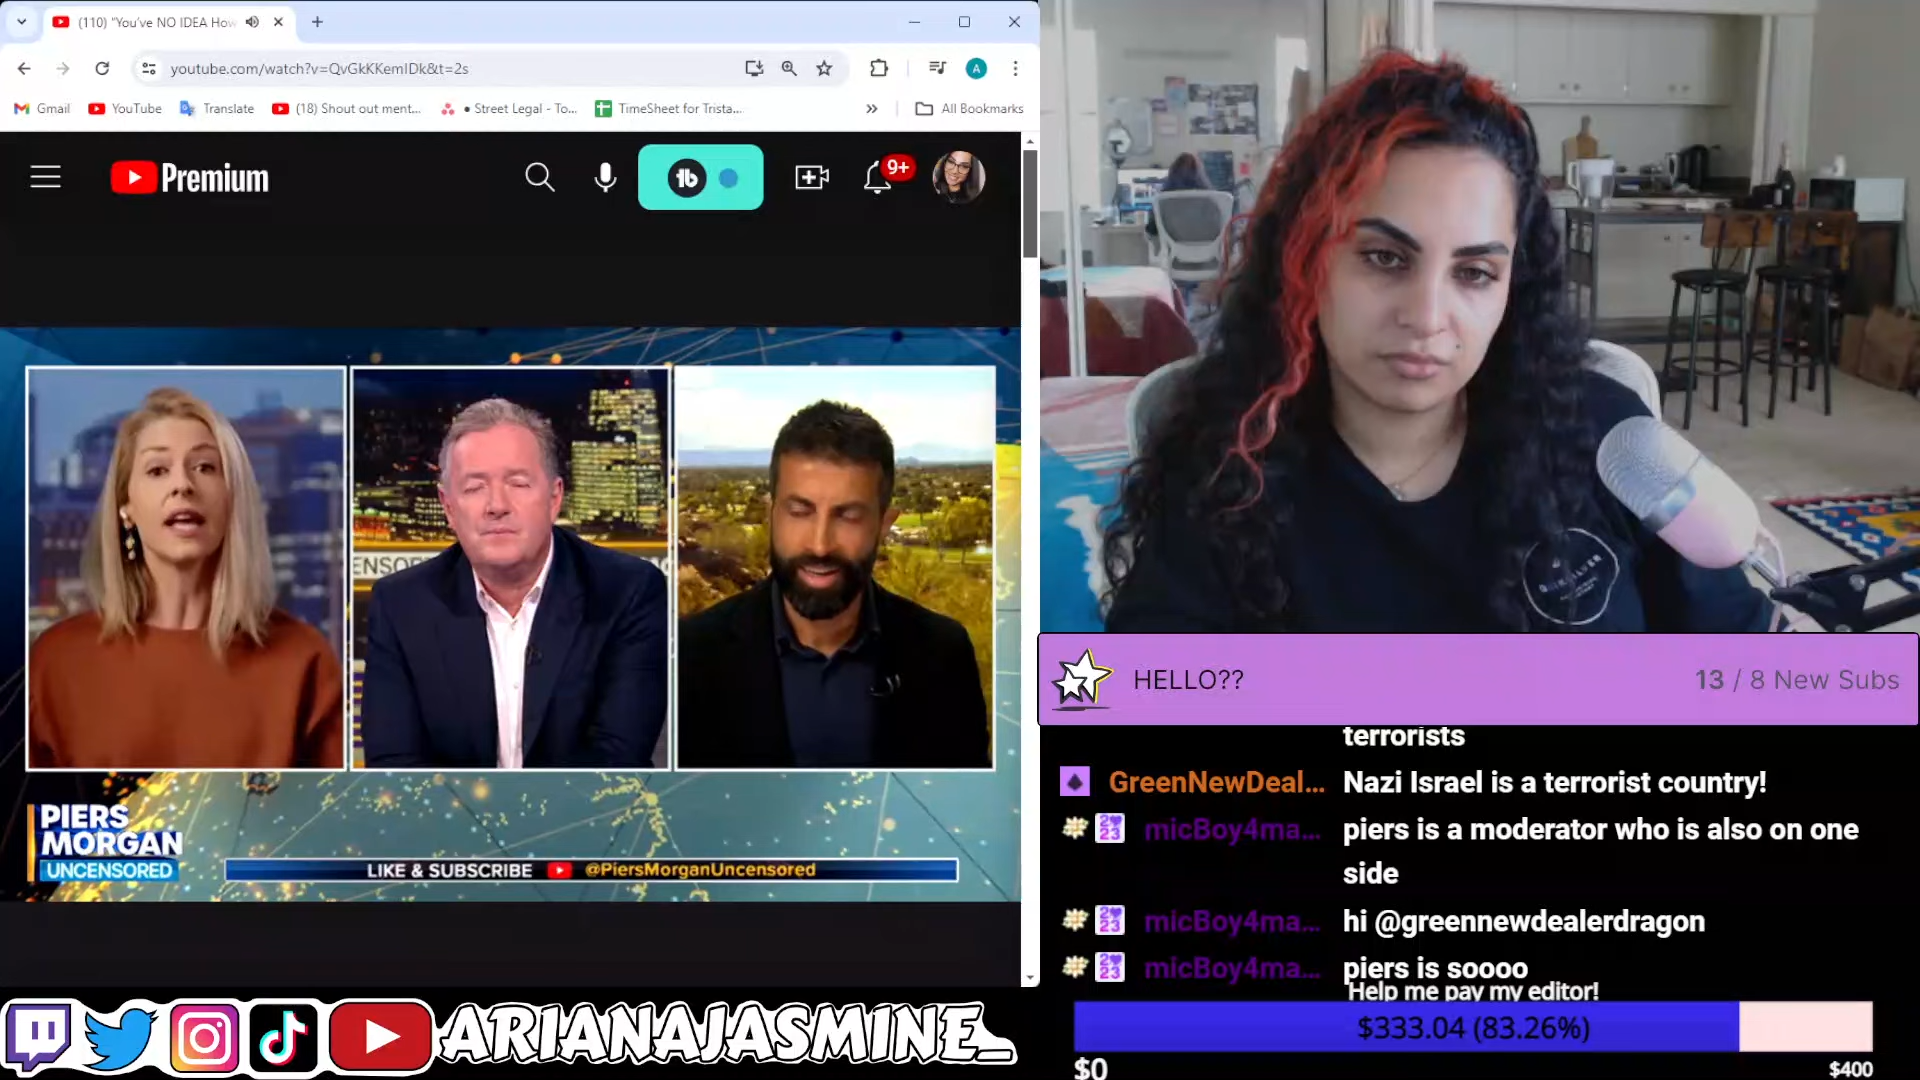 (110) "You've NO IDEA How
youtube.com/watch?v=QvGkKKemIDk&t=2s
A
Gmail
YouTube
Translate
(18) Shout out ment...
• Street Legal - To...
TimeSheet for Trista...
»
All Bookmarks
Premium
9+
PIERS
MORGAN
UNCENSORED
LIKE & SUBSCRIBE @PiersMorganUncensored
ARIANAJASMINE_
HELLO??
13 / 8 New Subs
terrorists
GreenNewDeal... Nazi Israel is a terrorist country!
micBoy4ma... piers is a moderator who is also on one
side
micBoy4ma... hi @greennewdealerdragon
micBoy4ma... piers is soooo
Help me pay my editor!
$333.04 (83.26%)
$0
$400